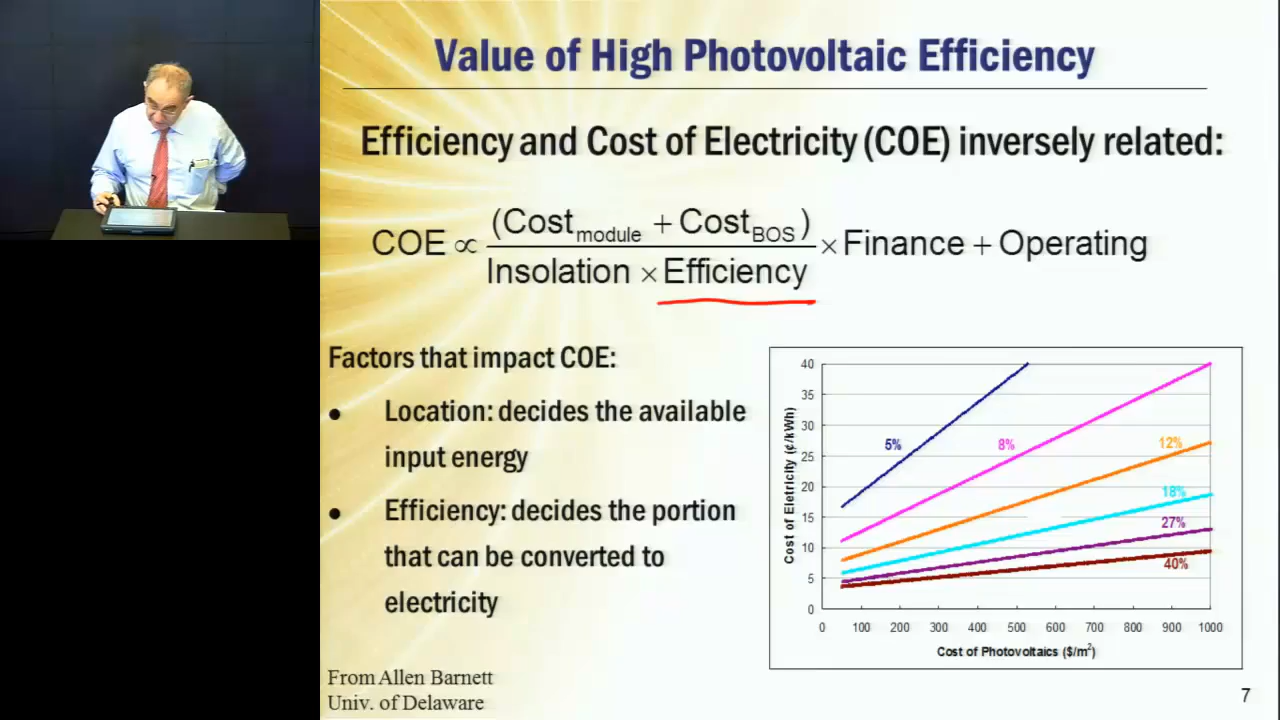 Value of High Photovoltaic Efficiency
Efficiency and Cost of Electricity (COE) inversely related:
COE ∝ (Cost_module + Cost_BOS) / Insolation × Efficiency × Finance + Operating
Factors that impact COE:
• Location: decides the available
input energy
• Efficiency: decides the portion
that can be converted to
electricity
From Allen Barnett
Univ. of Delaware
Cost of Eletricity (¢/kWh)
40
35
30
25
20
15
10
5
0
5%
8%
12%
18%
27%
40%
0 100 200 300 400 500 600 700 800 900 1000
Cost of Photovoltaics ($/m²)
7